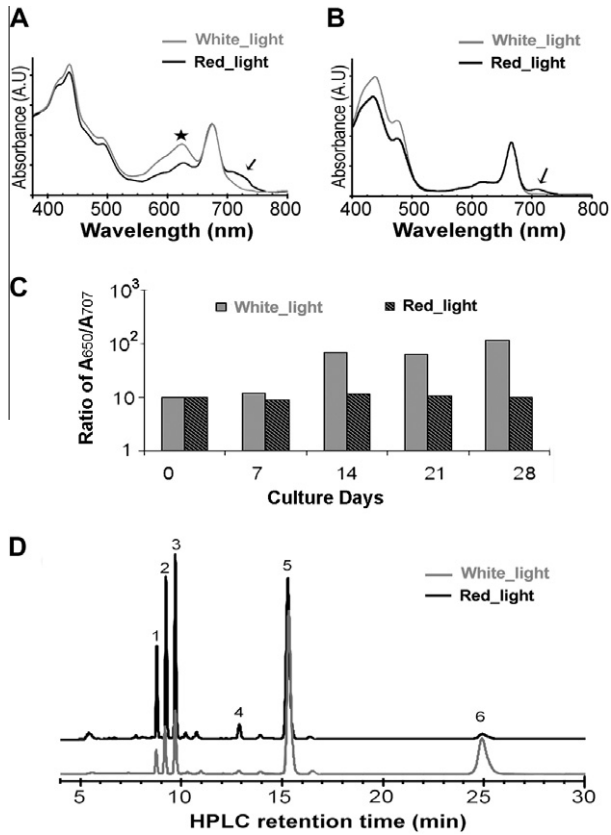 A
White_light
Red_light
Absorbance (A.U)
400 500 600 700 800
Wavelength (nm)
B
White_light
Red_light
Absorbance (A.U)
400 500 600 700 800
Wavelength (nm)
C
Ratio of A650/A707
10³
10²
10
1
White_light
Red_light
0 7 14 21 28
Culture Days
D
White_light
Red_light
1
2
3
4
5
6
5 10 15 20 25 30
HPLC retention time (min)